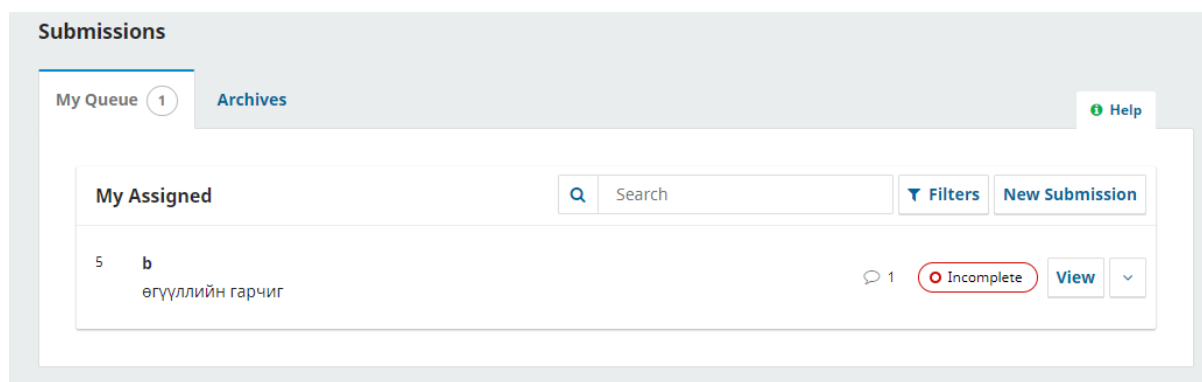 Submissions
My Queue 1 Archives
Help
My Assigned Search Filters New Submission
5 b 1 Incomplete View
өгүүллийн гарчиг